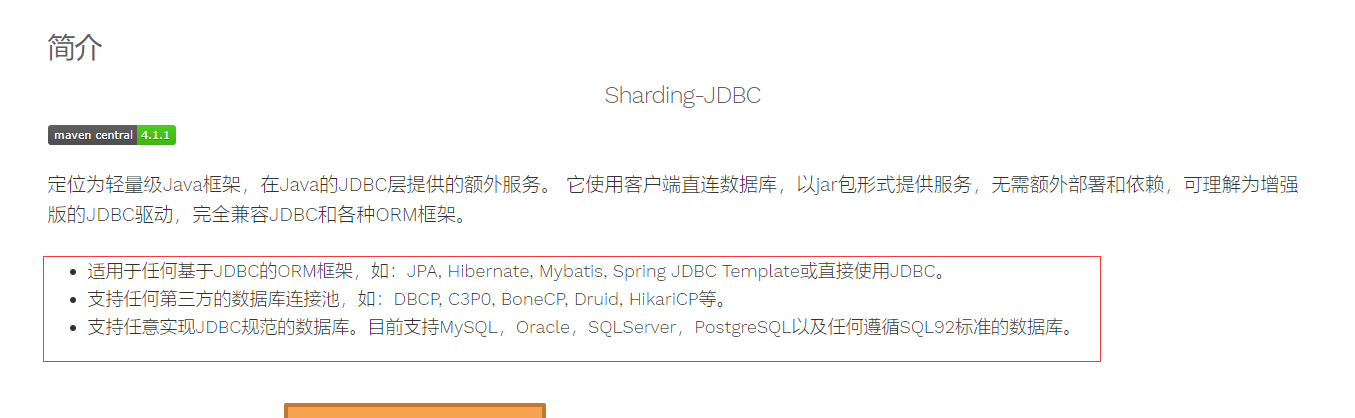 简介
Sharding-JDBC
maven central 4.1.1
定位为轻量级Java框架，在Java的JDBC层提供的额外服务。 它使用客户端直连数据库，以jar包形式提供服务，无需额外部署和依赖，可理解为增强
版的JDBC驱动，完全兼容JDBC和各种ORM框架。
• 适用于任何基于JDBC的ORM框架，如：JPA, Hibernate, Mybatis, Spring JDBC Template或直接使用JDBC。
• 支持任何第三方的数据库连接池，如：DBCP, C3P0, BoneCP, Druid, HikariCP等。
• 支持任意实现JDBC规范的数据库。目前支持MySQL，Oracle，SQLServer，PostgreSQL以及任何遵循SQL92标准的数据库。